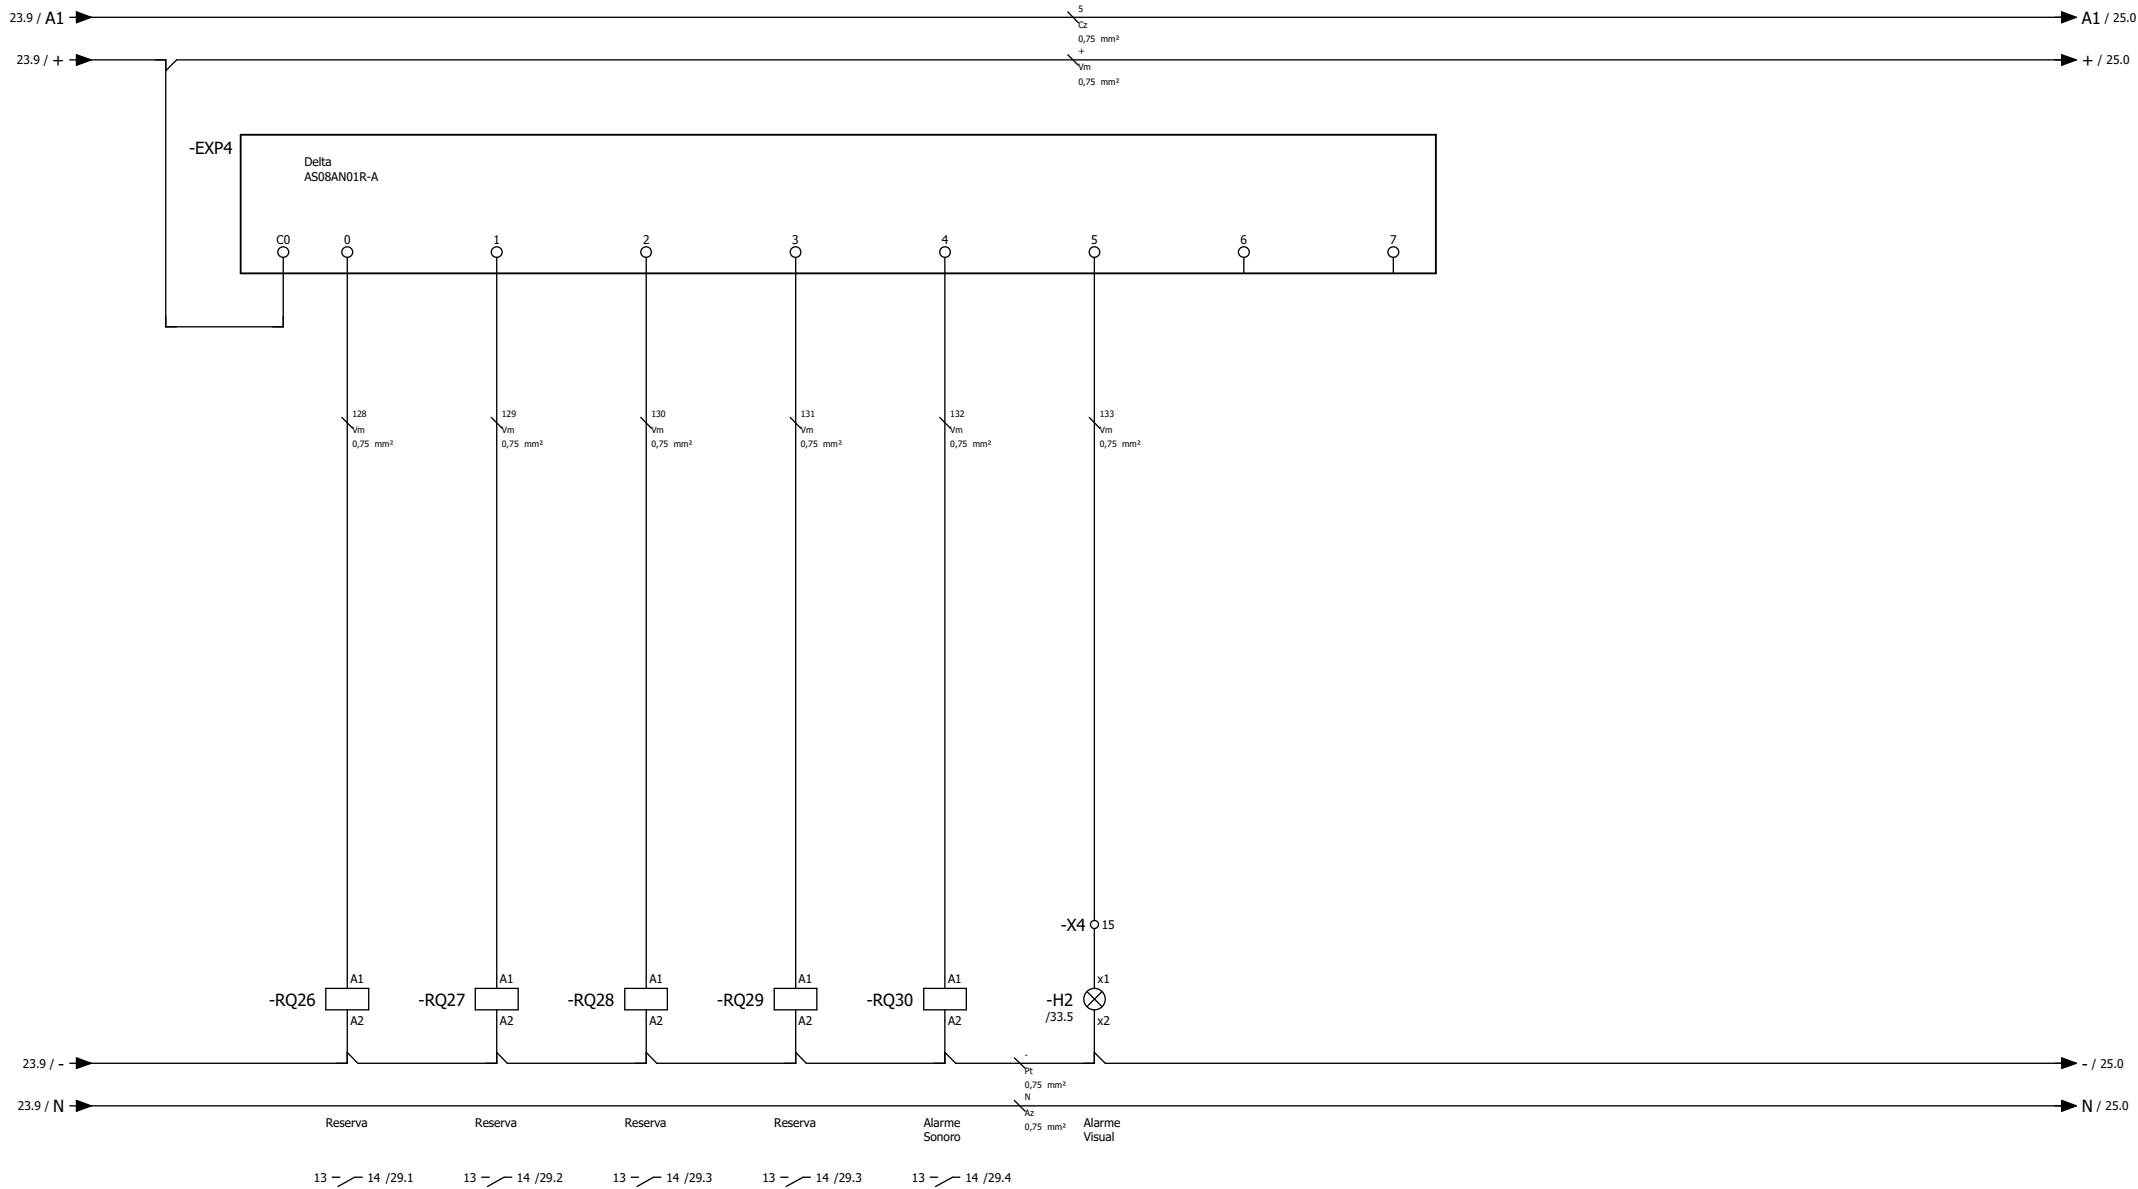 23.9 / A1
5
Cz
0,75 mm²
A1 / 25.0
23.9 / +
+
Vm
0,75 mm²
+ / 25.0
-EXP4
Delta
AS08AN01R-A
C0 0 1 2 3 4 5 6 7
128 129 130 131 132 133
Vm Vm Vm Vm Vm Vm
0,75 mm² 0,75 mm² 0,75 mm² 0,75 mm² 0,75 mm² 0,75 mm²
-X4 15
A1 A1 A1 A1 A1 x1
-RQ26 -RQ27 -RQ28 -RQ29 -RQ30 -H2
/33.5
A2 A2 A2 A2 A2 x2
23.9 / -
-
Pt
0,75 mm²
- / 25.0
23.9 / N
N
Az
0,75 mm²
N / 25.0
Reserva Reserva Reserva Reserva Alarme Alarme
Sonoro Visual
13 14 /29.1 13 14 /29.2 13 14 /29.3 13 14 /29.3 13 14 /29.4